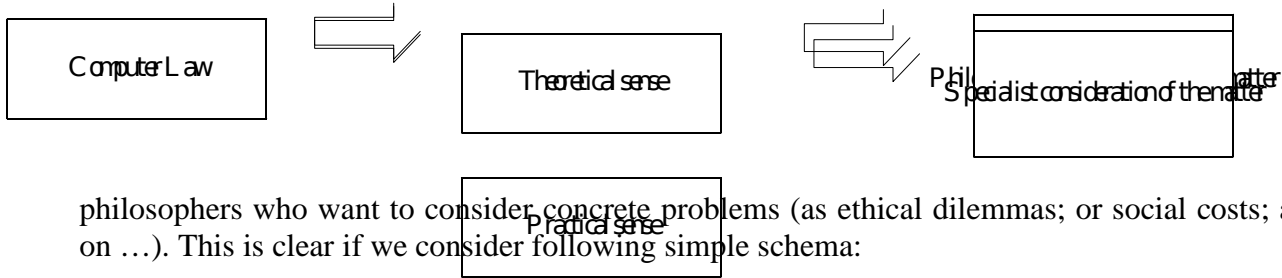 Computer Law
Theoretical sense
Specialist consideration of the matter
philosophers who want to consider concrete problems (as ethical dilemmas; or social costs;
Practical sense
on …). This is clear if we consider following simple schema: